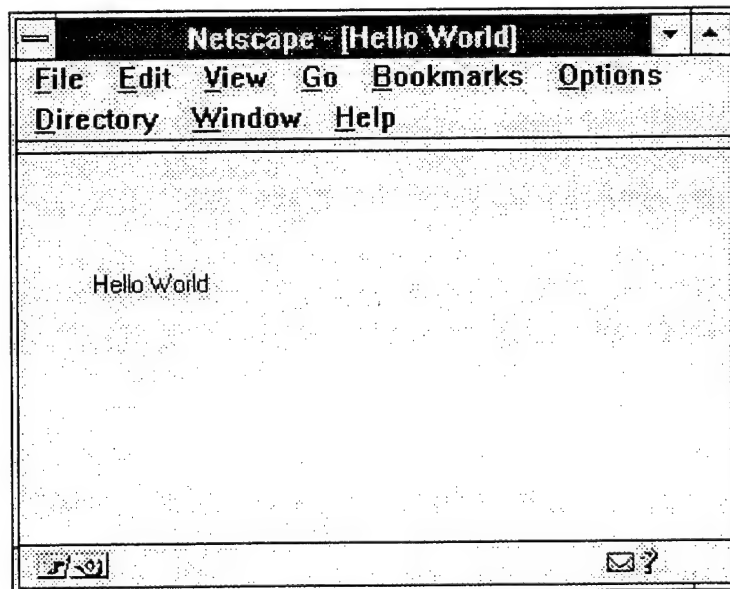 Netscape - [Hello World]
File Edit View Go Bookmarks Options
Directory Window Help
Hello World
?